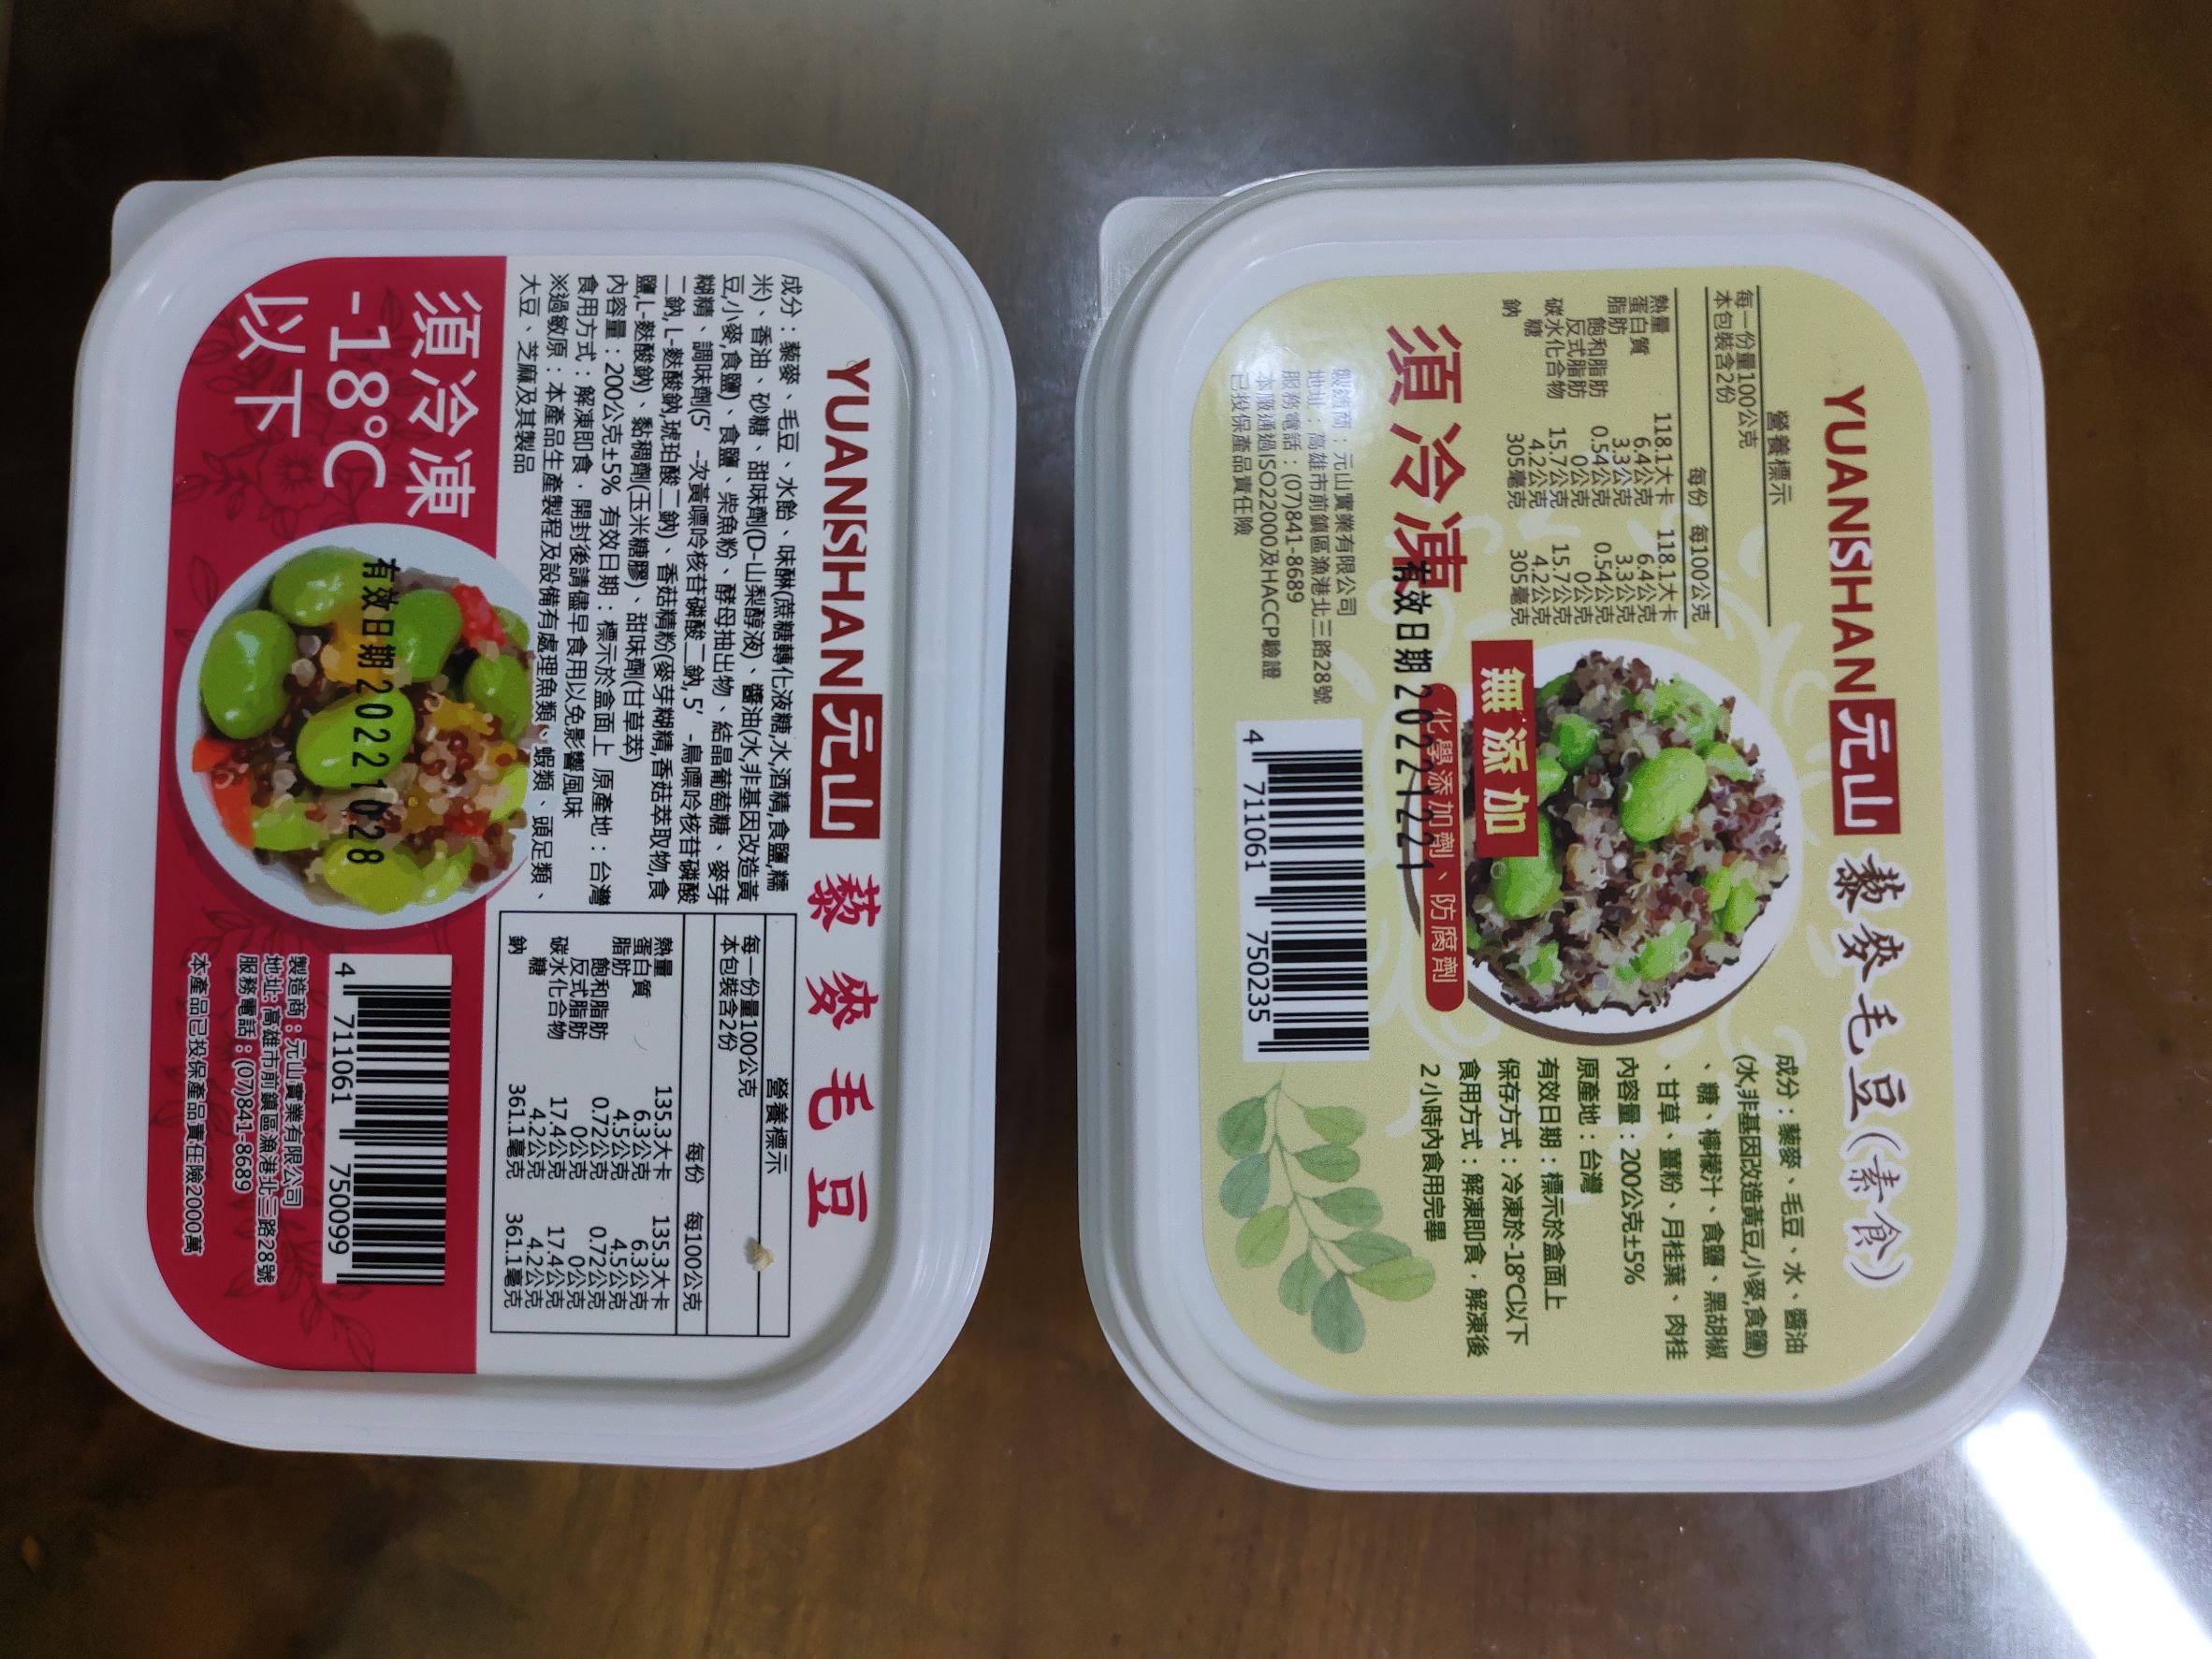 YUANSHAN 元山 藜麥毛豆(素食)
營養標示
每一份量100公克
本包裝含2份
每份 每100公克
熱量 118.1大卡 118.1大卡
蛋白質 6.4公克 6.4公克
脂肪 3.3公克 3.3公克
飽和脂肪 0.54公克 0.54公克
反式脂肪 0公克 0公克
碳水化合物 15.7公克 15.7公克
糖 4.2公克 4.2公克
鈉 305毫克 305毫克
須冷凍
無添加
化學添加劑、防腐劑
有效日期20221221
製造商：元山實業有限公司
地址：高雄市前鎮區漁港北三路28號
服務電話：(07)841-8689
本廠通過ISO22000及HACCP驗證
已投保產品責任險
4 711061 750235
成分：藜麥、毛豆、水、醬油
(水,非基因改造黃豆,小麥,食鹽)
、糖、檸檬汁、食鹽、黑胡椒
、甘草、薑粉、月桂葉、肉桂
內容量：200公克±5%
原產地：台灣
有效日期：標示於盒面上
保存方式：冷凍於-18°C以下
食用方式：解凍即食，解凍後
2小時內食用完畢
YUANSHAN 元山 藜麥毛豆
成分：藜麥、毛豆、水飴、味醂(蔗糖轉化液糖,水,酒精,食鹽,糯
米)、香油、砂糖、甜味劑(D-山梨醇液)、醬油(水,非基因改造黃
豆,小麥,食鹽)、食鹽、柴魚粉、酵母抽出物、結晶葡萄糖、麥芽
糊精、調味劑(5'-次黃嘌呤核苷磷酸二鈉,5'-鳥嘌呤核苷磷酸
二鈉,L-麩酸鈉,琥珀酸二鈉)、香菇精粉(麥芽糊精,香菇萃取物,食
鹽,L-麩酸鈉)、黏稠劑(玉米糖膠)、甜味劑(甘草萃)
內容量：200公克±5% 有效日期：標示於盒面上 原產地：台灣
食用方式：解凍即食，開封後請儘早食用以免影響風味
※過敏原：本產品生產製程及設備有處理魚類、蝦類、頭足類、
大豆、芝麻及其製品
營養標示
每一份量100公克
本包裝含2份
每份 每100公克
熱量 135.3大卡 135.3大卡
蛋白質 6.3公克 6.3公克
脂肪 4.5公克 4.5公克
飽和脂肪 0.72公克 0.72公克
反式脂肪 0公克 0公克
碳水化合物 17.4公克 17.4公克
糖 4.2公克 4.2公克
鈉 361.1毫克 361.1毫克
須冷凍
-18°C
以下
有效日期20221028
4 711061 750099
製造商：元山實業有限公司
地址:高雄市前鎮區漁港北三路28號
服務電話：(07)841-8689
本產品已投保產品責任險2000萬